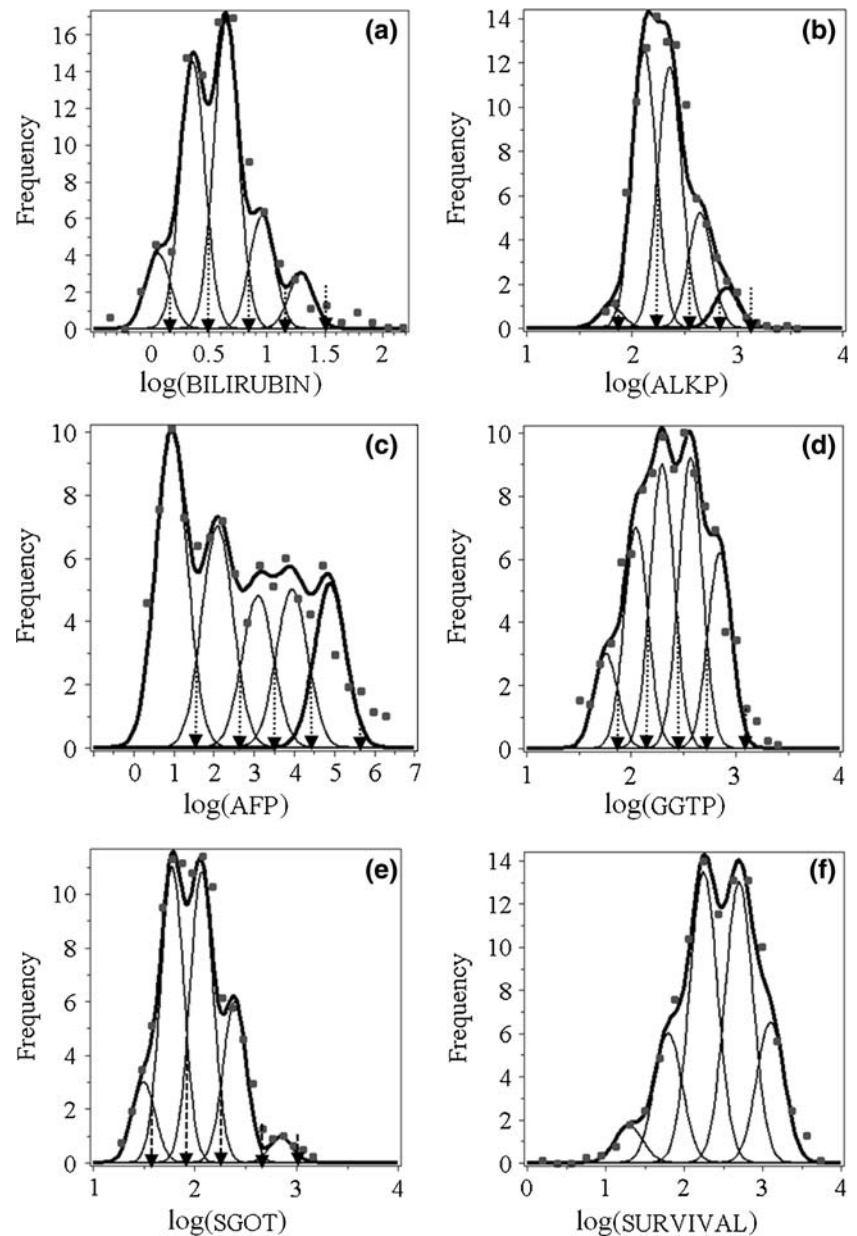 (a)
Frequency
16
14
12
10
8
6
4
2
0
0 0.5 1 1.5 2
log(BILIRUBIN)
(b)
Frequency
14
12
10
8
6
4
2
0
1 2 3 4
log(ALKP)
(c)
Frequency
10
8
6
4
2
0
0 1 2 3 4 5 6 7
log(AFP)
(d)
Frequency
10
8
6
4
2
0
1 2 3 4
log(GGTP)
(e)
Frequency
10
8
6
4
2
0
1 2 3 4
log(SGOT)
(f)
Frequency
14
12
10
8
6
4
2
0
0 1 2 3 4
log(SURVIVAL)